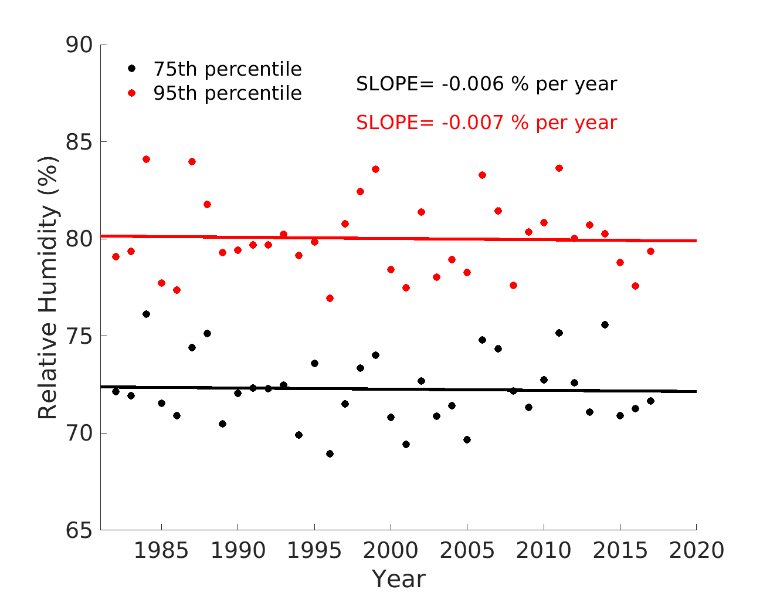 90
75th percentile
95th percentile
SLOPE= -0.006 % per year
SLOPE= -0.007 % per year
85
80
75
70
65
Relative Humidity (%)
1985 1990 1995 2000 2005 2010 2015 2020
Year